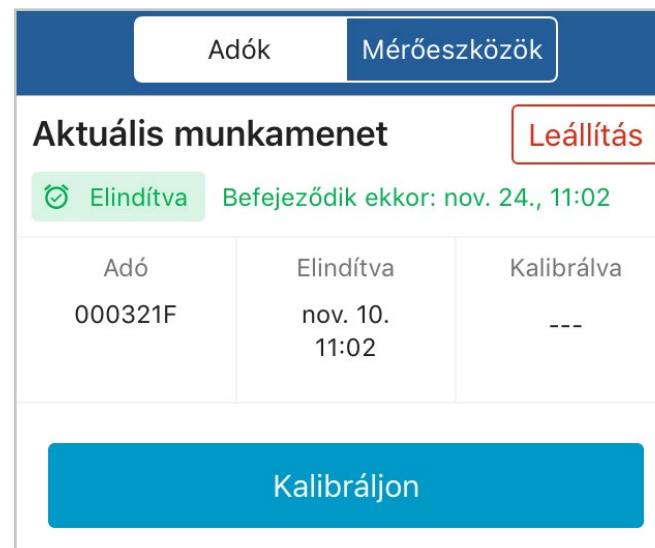 Adók Mérőeszközök
Aktuális munkamenet Leállítás
Elindítva Befejeződik ekkor: nov. 24., 11:02
Adó Elindítva Kalibrálva
000321F nov. 10. ---
11:02
Kalibráljon